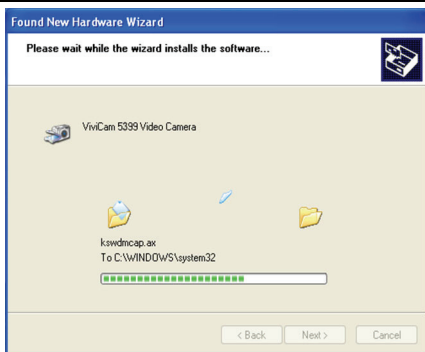 Found New Hardware Wizard
Please wait while the wizard installs the software...
ViviCam 5399 Video Camera
kswdmcap.ax
To C:\WINDOWS\system32
< Back Next > Cancel